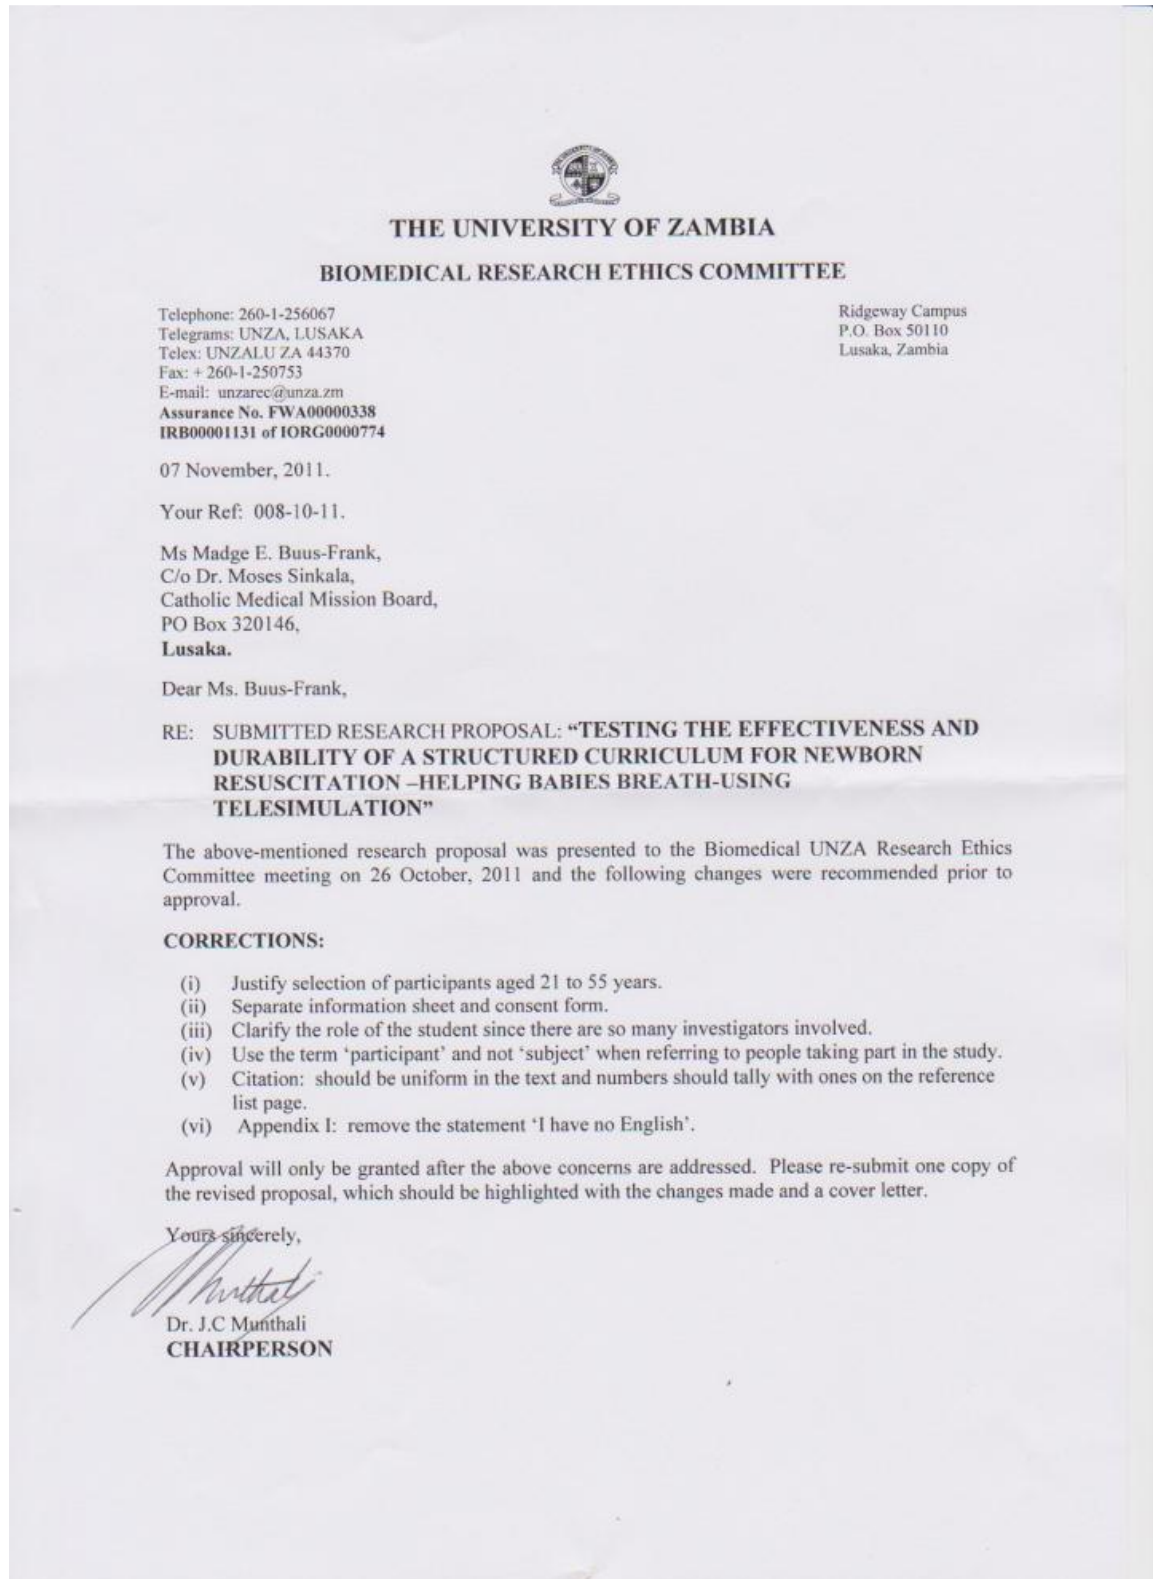 THE UNIVERSITY OF ZAMBIA
BIOMEDICAL RESEARCH ETHICS COMMITTEE
Telephone: 260-1-256067
Telegrams: UNZA, LUSAKA
Telex: UNZALU ZA 44370
Fax: + 260-1-250753
E-mail: unzarec@unza.zm
Assurance No. FWA00000338
IRB00001131 of IORG0000774
Ridgeway Campus
P.O. Box 50110
Lusaka, Zambia
07 November, 2011.
Your Ref: 008-10-11.
Ms Madge E. Buus-Frank,
C/o Dr. Moses Sinkala,
Catholic Medical Mission Board,
PO Box 320146,
Lusaka.
Dear Ms. Buus-Frank,
RE: SUBMITTED RESEARCH PROPOSAL: “TESTING THE EFFECTIVENESS AND
DURABILITY OF A STRUCTURED CURRICULUM FOR NEWBORN
RESUSCITATION –HELPING BABIES BREATH-USING
TELESIMULATION”
The above-mentioned research proposal was presented to the Biomedical UNZA Research Ethics
Committee meeting on 26 October, 2011 and the following changes were recommended prior to
approval.
CORRECTIONS:
(i) Justify selection of participants aged 21 to 55 years.
(ii) Separate information sheet and consent form.
(iii) Clarify the role of the student since there are so many investigators involved.
(iv) Use the term ‘participant’ and not ‘subject’ when referring to people taking part in the study.
(v) Citation: should be uniform in the text and numbers should tally with ones on the reference
list page.
(vi) Appendix I: remove the statement ‘I have no English’.
Approval will only be granted after the above concerns are addressed. Please re-submit one copy of
the revised proposal, which should be highlighted with the changes made and a cover letter.
Yours sincerely,
Munthali
Dr. J.C Munthali
CHAIRPERSON